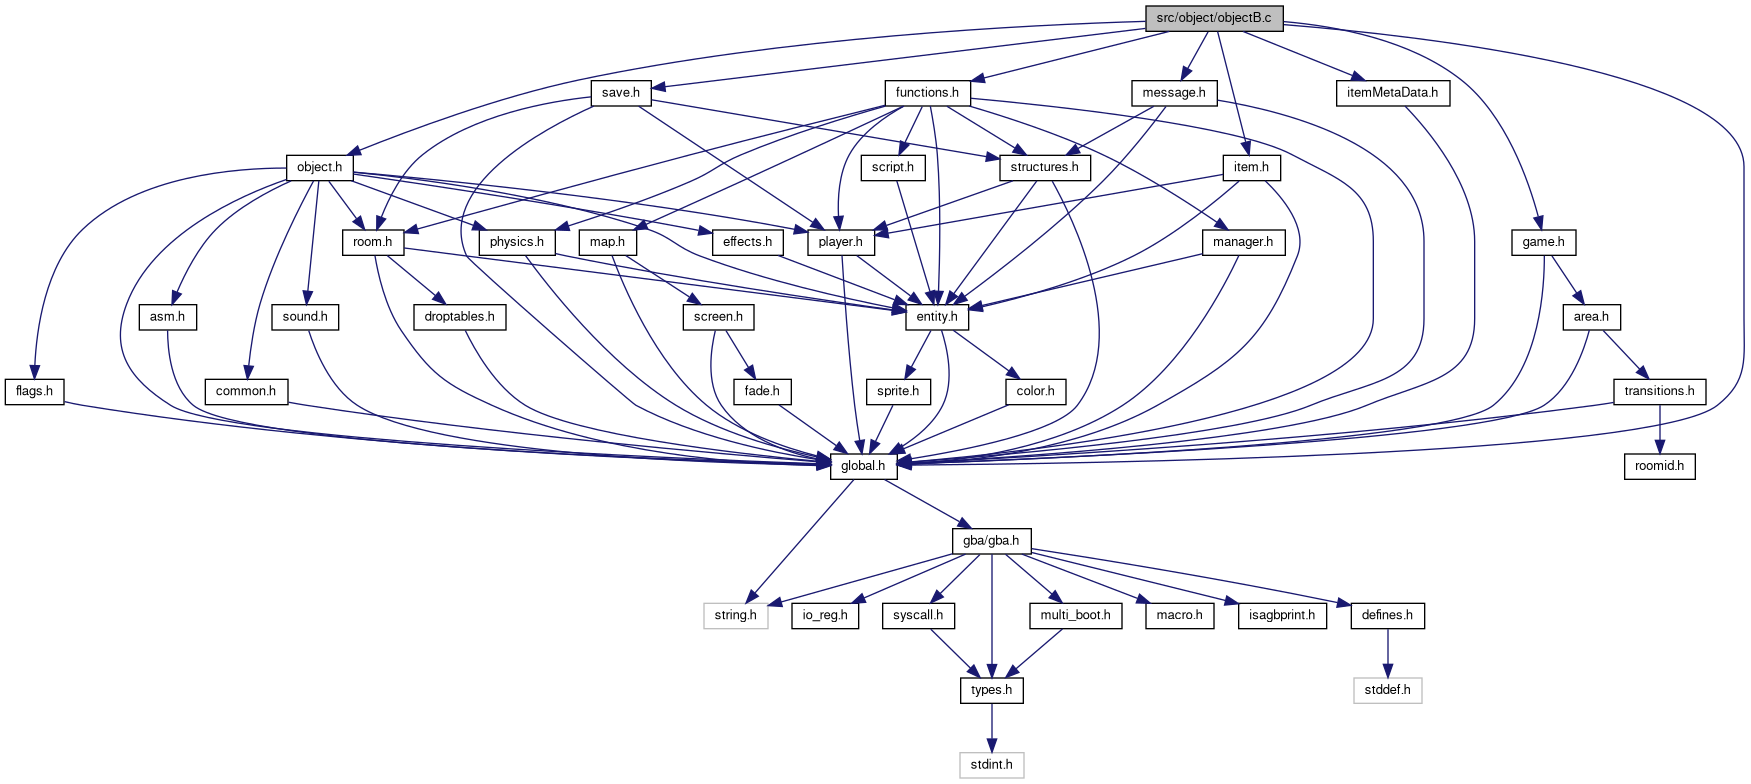 src/object/objectB.c
save.h
functions.h
message.h
itemMetaData.h
object.h
script.h
structures.h
item.h
room.h
physics.h
map.h
effects.h
player.h
manager.h
game.h
asm.h
sound.h
droptables.h
screen.h
entity.h
area.h
flags.h
common.h
fade.h
sprite.h
color.h
transitions.h
global.h
roomid.h
gba/gba.h
string.h
io_reg.h
syscall.h
multi_boot.h
macro.h
isagbprint.h
defines.h
types.h
stddef.h
stdint.h